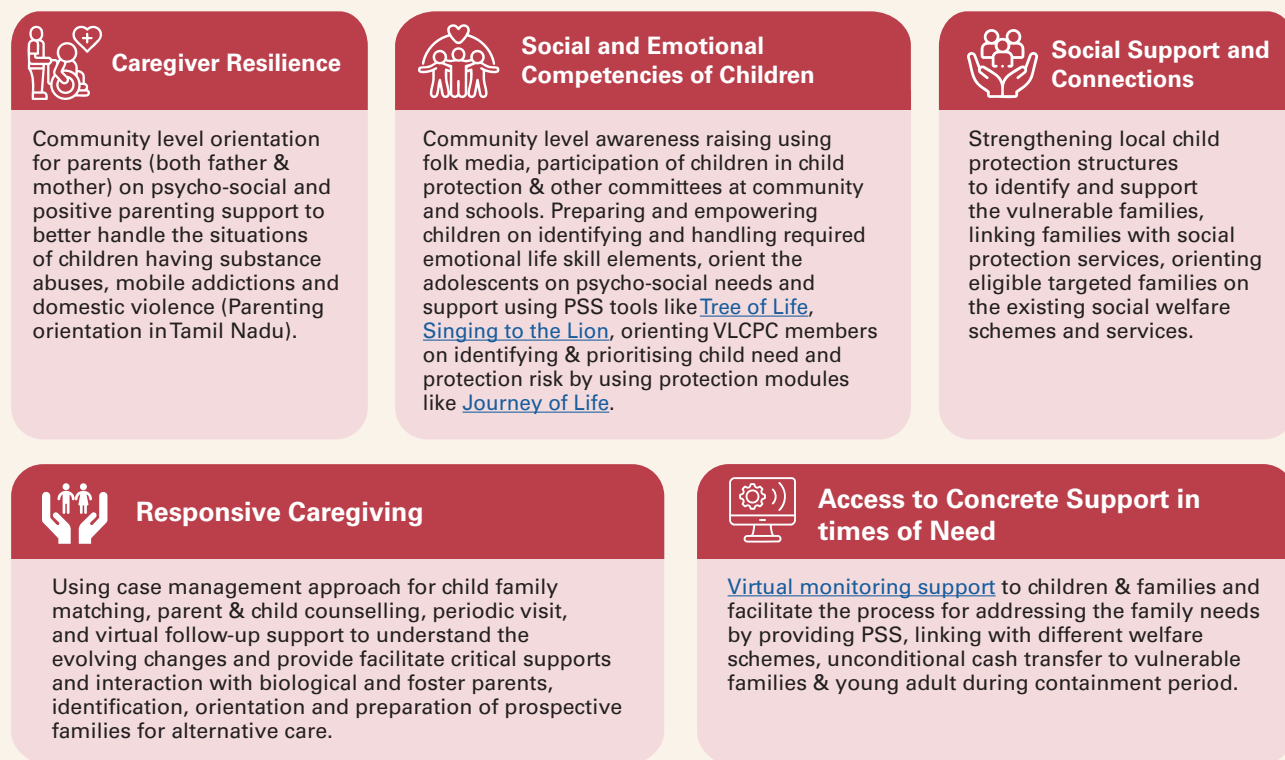 Caregiver Resilience
Community level orientation
for parents (both father &
mother) on psycho-social and
positive parenting support to
better handle the situations
of children having substance
abuses, mobile addictions and
domestic violence (Parenting
orientation in Tamil Nadu).
Social and Emotional
Competencies of Children
Community level awareness raising using
folk media, participation of children in child
protection & other committees at community
and schools. Preparing and empowering
children on identifying and handling required
emotional life skill elements, orient the
adolescents on psycho-social needs and
support using PSS tools like Tree of Life,
Singing to the Lion, orienting VLCPC members
on identifying & prioritising child need and
protection risk by using protection modules
like Journey of Life.
Social Support and
Connections
Strengthening local child
protection structures
to identify and support
the vulnerable families,
linking families with social
protection services, orienting
eligible targeted families on
the existing social welfare
schemes and services.
Responsive Caregiving
Using case management approach for child family
matching, parent & child counselling, periodic visit,
and virtual follow-up support to understand the
evolving changes and provide facilitate critical supports
and interaction with biological and foster parents,
identification, orientation and preparation of prospective
families for alternative care.
Access to Concrete Support in
times of Need
Virtual monitoring support to children & families and
facilitate the process for addressing the family needs
by providing PSS, linking with different welfare
schemes, unconditional cash transfer to vulnerable
families & young adult during containment period.